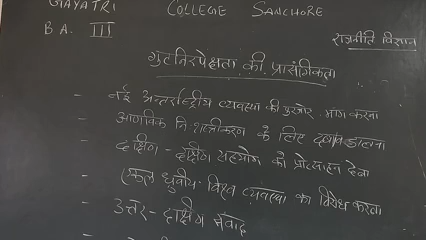 GAYATRI COLLEGE SANCHORE
B A. III
राजनीति विज्ञान
गुटनिरपेक्षता की प्रासंगिकता
- नई अन्तर्राष्ट्रीय व्यवस्था की पुरजोर मांग करना
- आणविक नि:शस्त्रीकरण के लिए दबाव डालना
- दक्षिण - दक्षिण सहयोग को प्रोत्साहन देना
- एकल ध्रुवीय विश्व व्यवस्था का विरोध करना
- उत्तर - दक्षिण संवाद